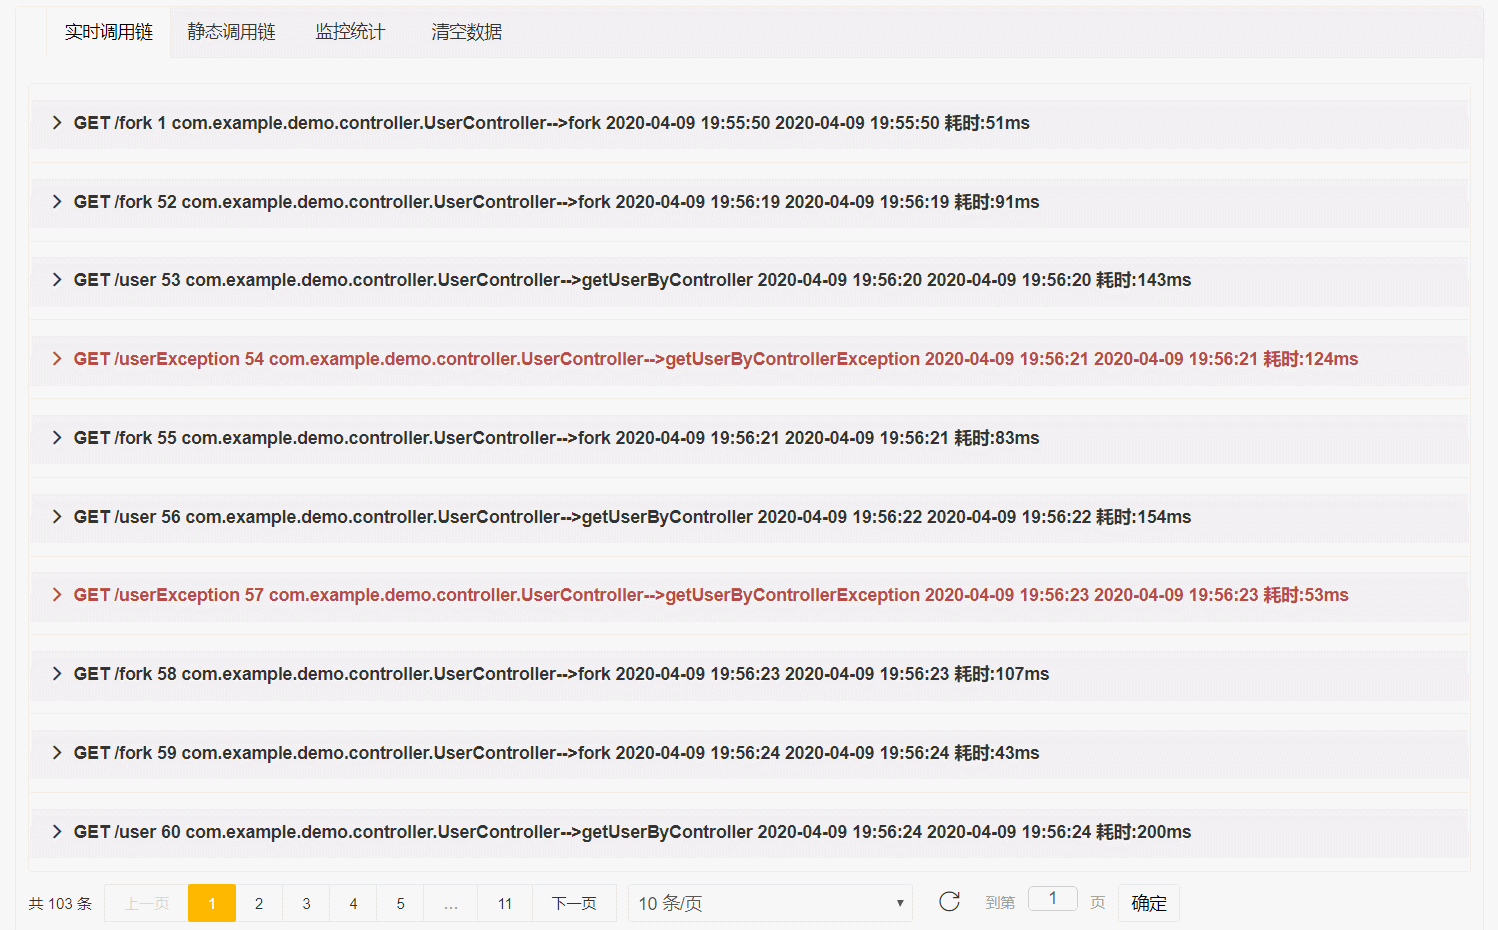 实时调用链 静态调用链 监控统计 清空数据
GET /fork 1 com.example.demo.controller.UserController-->fork 2020-04-09 19:55:50 2020-04-09 19:55:50 耗时:51ms
GET /fork 52 com.example.demo.controller.UserController-->fork 2020-04-09 19:56:19 2020-04-09 19:56:19 耗时:91ms
GET /user 53 com.example.demo.controller.UserController-->getUserByController 2020-04-09 19:56:20 2020-04-09 19:56:20 耗时:143ms
GET /userException 54 com.example.demo.controller.UserController-->getUserByControllerException 2020-04-09 19:56:21 2020-04-09 19:56:21 耗时:124ms
GET /fork 55 com.example.demo.controller.UserController-->fork 2020-04-09 19:56:21 2020-04-09 19:56:21 耗时:83ms
GET /user 56 com.example.demo.controller.UserController-->getUserByController 2020-04-09 19:56:22 2020-04-09 19:56:22 耗时:154ms
GET /userException 57 com.example.demo.controller.UserController-->getUserByControllerException 2020-04-09 19:56:23 2020-04-09 19:56:23 耗时:53ms
GET /fork 58 com.example.demo.controller.UserController-->fork 2020-04-09 19:56:23 2020-04-09 19:56:23 耗时:107ms
GET /fork 59 com.example.demo.controller.UserController-->fork 2020-04-09 19:56:24 2020-04-09 19:56:24 耗时:43ms
GET /user 60 com.example.demo.controller.UserController-->getUserByController 2020-04-09 19:56:24 2020-04-09 19:56:24 耗时:200ms
共 103 条 上一页 1 2 3 4 5 … 11 下一页 10 条/页 到第 1 页 确定